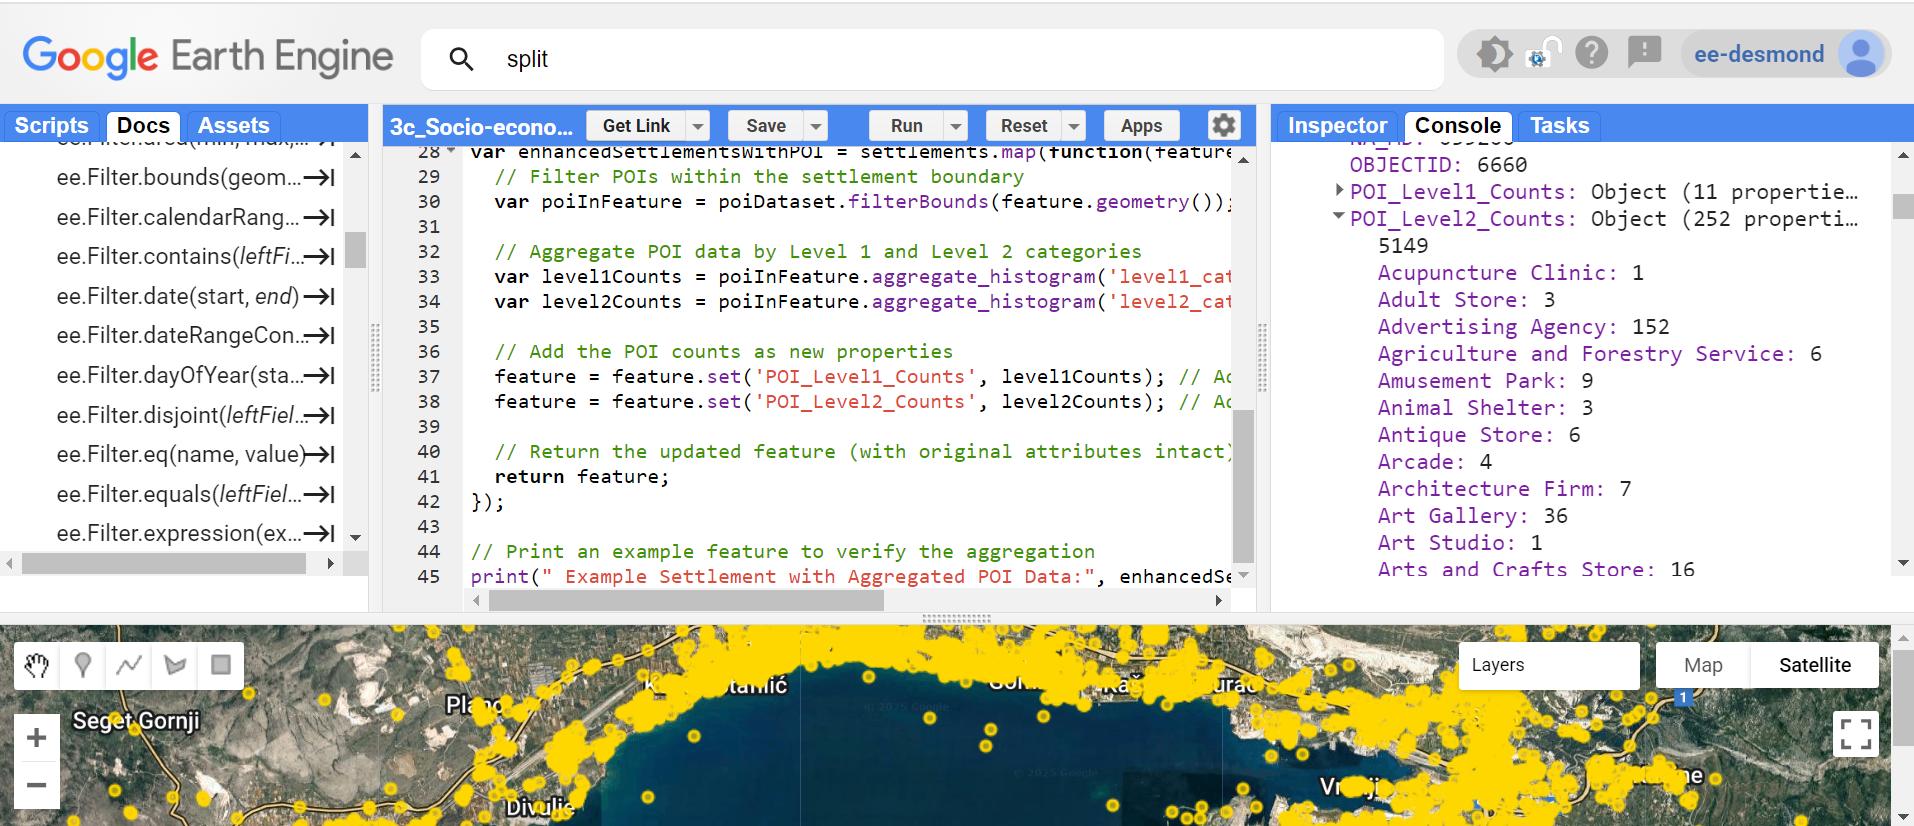 Google Earth Engine
split
ee-desmond
Scripts
Docs
Assets
ee.Filter.bounds(geom...
ee.Filter.calendarRang...
ee.Filter.contains(leftFi...
ee.Filter.date(start, end)
ee.Filter.dateRangeCon...
ee.Filter.dayOfYear(sta...
ee.Filter.disjoint(leftFiel...
ee.Filter.eq(name, value)
ee.Filter.equals(leftFiel...
ee.Filter.expression(ex...
3c_Socio-econo...
Get Link
Save
Run
Reset
Apps
28 var enhancedSettlementsWithPOI = settlements.map(function(feature
29 // Filter POIs within the settlement boundary
30 var poiInFeature = poiDataset.filterBounds(feature.geometry());
31
32 // Aggregate POI data by Level 1 and Level 2 categories
33 var level1Counts = poiInFeature.aggregate_histogram('level1_cat
34 var level2Counts = poiInFeature.aggregate_histogram('level2_cat
35
36 // Add the POI counts as new properties
37 feature = feature.set('POI_Level1_Counts', level1Counts); // Ad
38 feature = feature.set('POI_Level2_Counts', level2Counts); // Ad
39
40 // Return the updated feature (with original attributes intact)
41 return feature;
42 });
43
44 // Print an example feature to verify the aggregation
45 print(" Example Settlement with Aggregated POI Data:", enhancedSe
Inspector
Console
Tasks
OBJECTID: 6660
POI_Level1_Counts: Object (11 propertie...
POI_Level2_Counts: Object (252 properti...
5149
Acupuncture Clinic: 1
Adult Store: 3
Advertising Agency: 152
Agriculture and Forestry Service: 6
Amusement Park: 9
Animal Shelter: 3
Antique Store: 6
Arcade: 4
Architecture Firm: 7
Art Gallery: 36
Art Studio: 1
Arts and Crafts Store: 16
Layers
Map
Satellite
1
Seget Gornji
Divulje
© 2025 Google
© 2025 Google